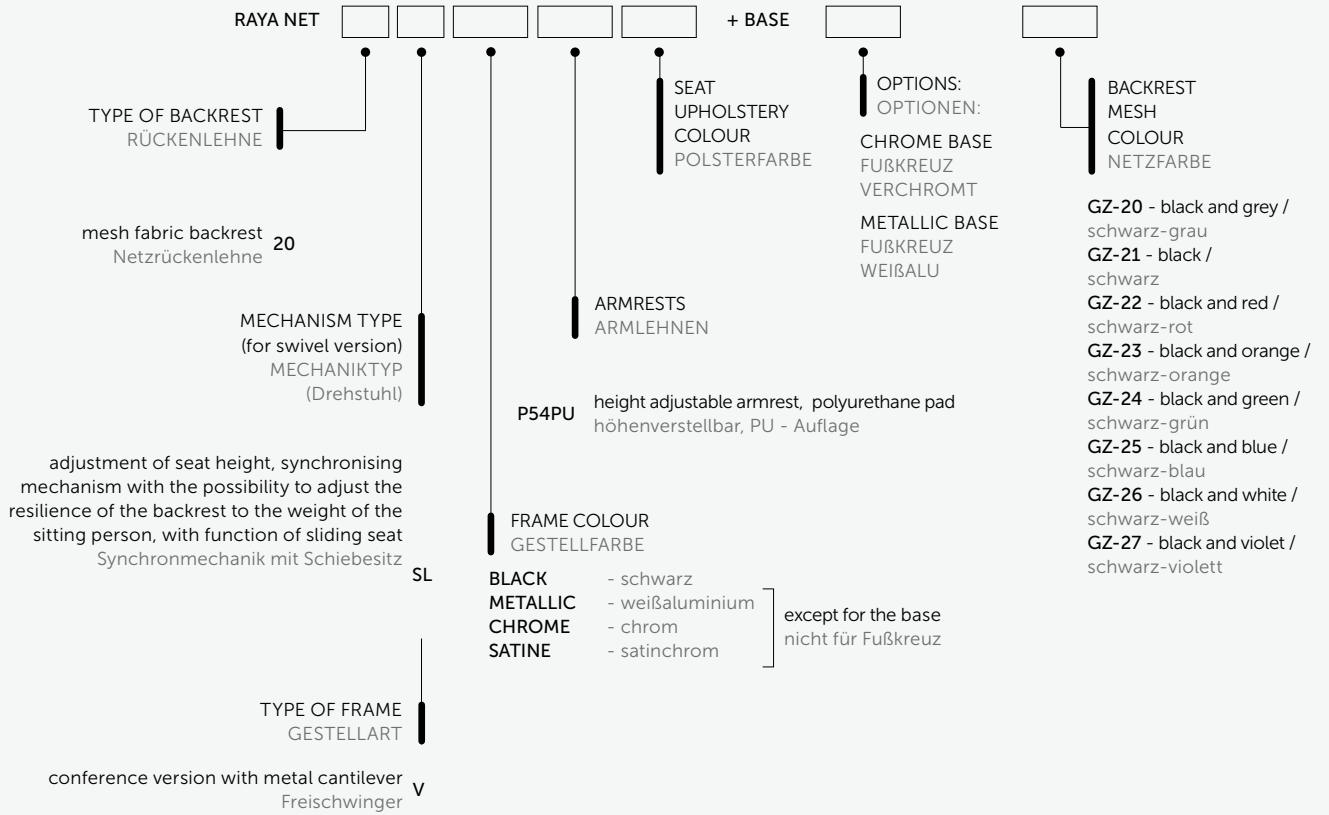 RAYA NET + BASE
TYPE OF BACKREST
RÜCKENLEHNE
mesh fabric backrest
Netzrückenlehne
20
MECHANISM TYPE
(for swivel version)
MECHANIKTYP
(Drehstuhl)
adjustment of seat height, synchronising
mechanism with the possibility to adjust the
resilience of the backrest to the weight of the
sitting person, with function of sliding seat
Synchronmechanik mit Schiebesitz
SL
TYPE OF FRAME
GESTELLART
conference version with metal cantilever
Freischwinger
V
FRAME COLOUR
GESTELLFARBE
BLACK - schwarz
METALLIC - weißaluminium
CHROME - chrom
SATINE - satinchrom
except for the base
nicht für Fußkreuz
ARMRESTS
ARMLEHNEN
P54PU
height adjustable armrest, polyurethane pad
höhenverstellbar, PU - Auflage
SEAT
UPHOLSTERY
COLOUR
POLSTERFARBE
OPTIONS:
OPTIONEN:
CHROME BASE
FUßKREUZ
VERCHROMT
METALLIC BASE
FUßKREUZ
WEIßALU
BACKREST
MESH
COLOUR
NETZFARBE
GZ-20 - black and grey /
schwarz-grau
GZ-21 - black /
schwarz
GZ-22 - black and red /
schwarz-rot
GZ-23 - black and orange /
schwarz-orange
GZ-24 - black and green /
schwarz-grün
GZ-25 - black and blue /
schwarz-blau
GZ-26 - black and white /
schwarz-weiß
GZ-27 - black and violet /
schwarz-violett